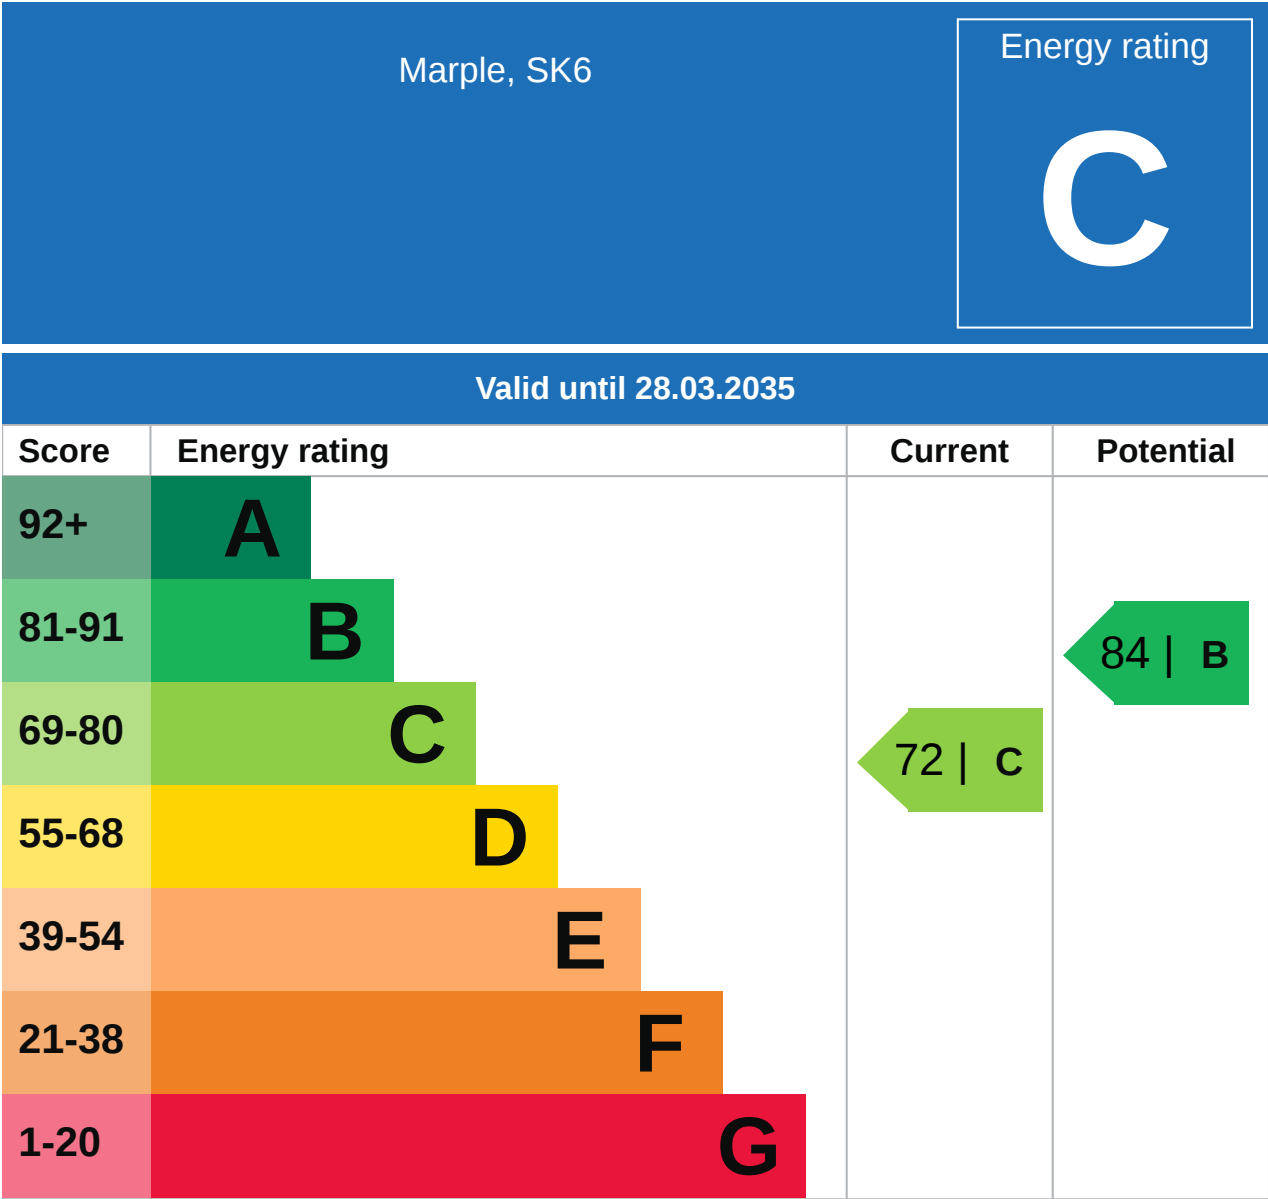 Marple, SK6
Energy rating
C
Valid until 28.03.2035
Score Energy rating Current Potential
92+ A
81-91 B
84 | B
69-80 C
72 | C
55-68 D
39-54 E
21-38 F
1-20 G